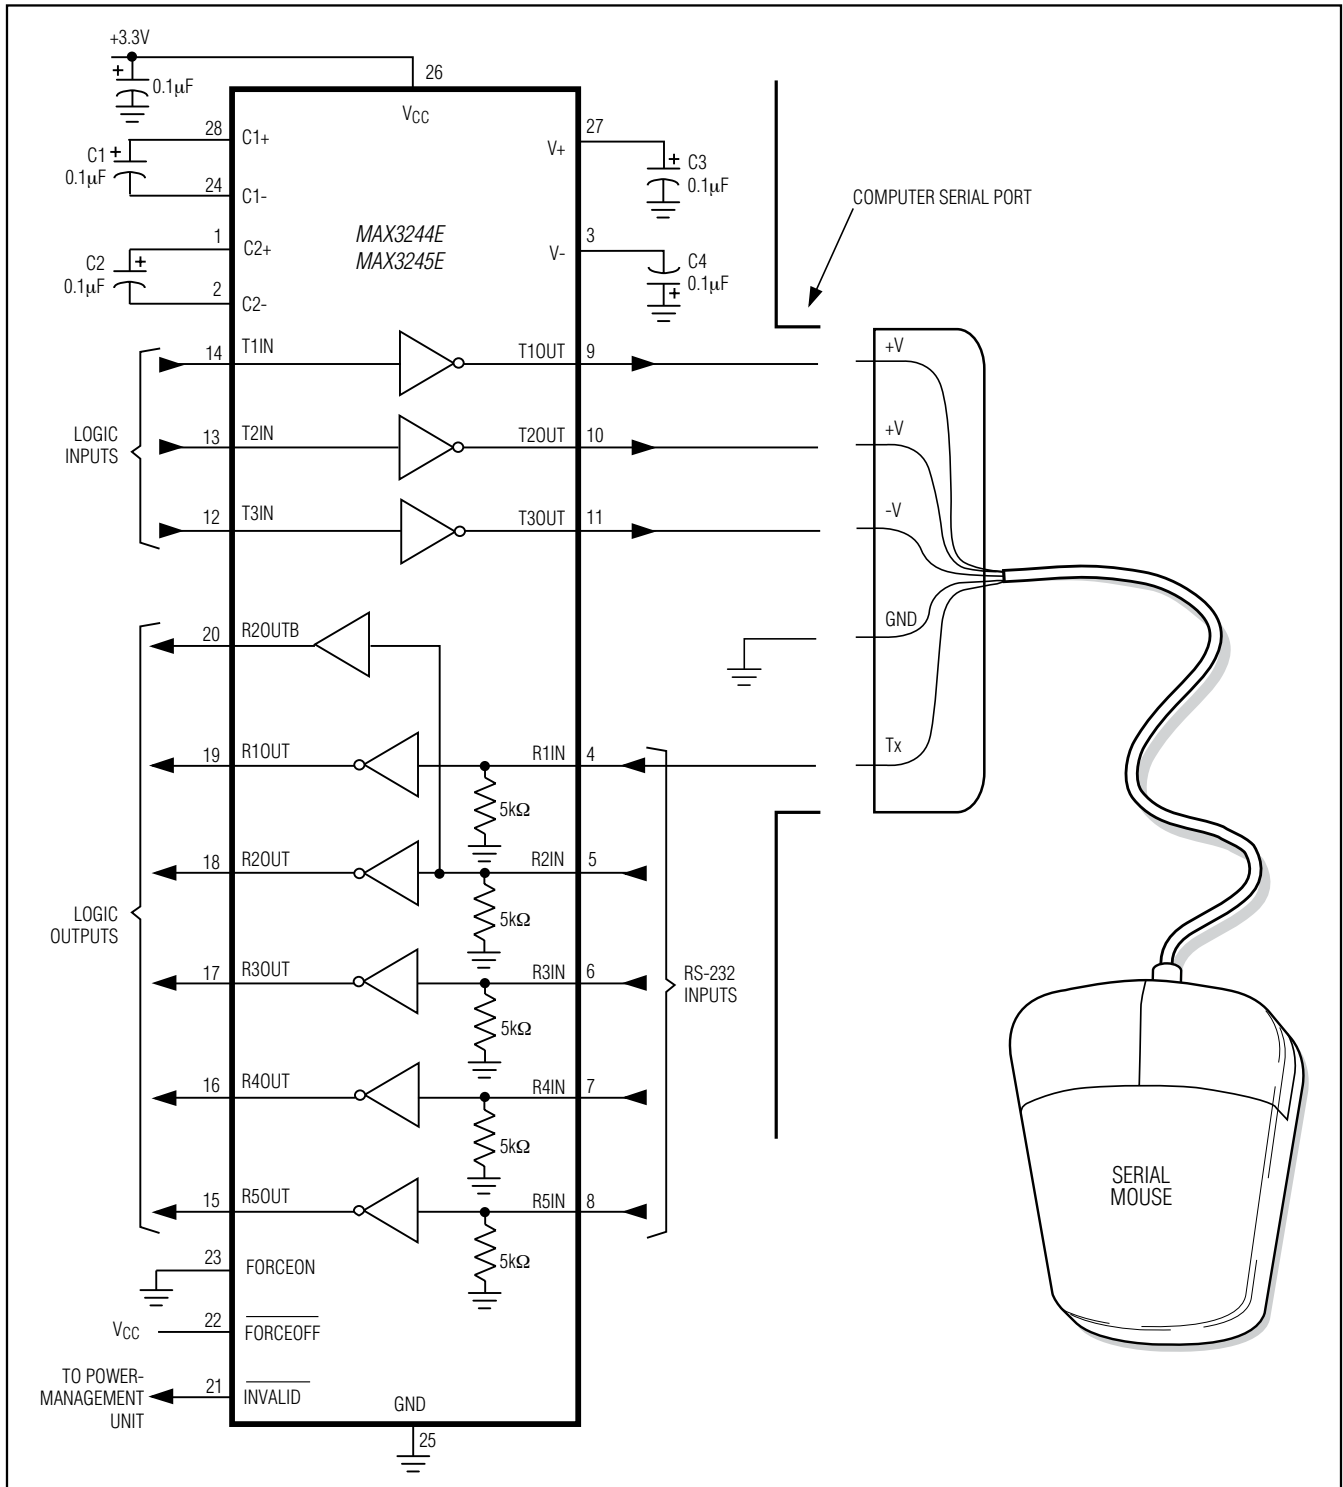 +3.3V
0.1µF
26
VCC
28
C1+
C1
0.1µF
24
C1-
1
C2+
C2
0.1µF
2
C2-
27
V+
C3
0.1µF
3
V-
C4
0.1µF
MAX3244E
MAX3245E
COMPUTER SERIAL PORT
LOGIC
INPUTS
14
T1IN
T1OUT
9
13
T2IN
T2OUT
10
12
T3IN
T3OUT
11
+V
+V
-V
GND
Tx
20
R2OUTB
LOGIC
OUTPUTS
19
R1OUT
R1IN
4
5kΩ
18
R2OUT
R2IN
5
5kΩ
17
R3OUT
R3IN
6
5kΩ
16
R4OUT
R4IN
7
5kΩ
15
R5OUT
R5IN
8
5kΩ
RS-232
INPUTS
23
FORCEON
VCC
22
FORCEOFF
TO POWER-
MANAGEMENT
UNIT
21
INVALID
GND
25
SERIAL
MOUSE